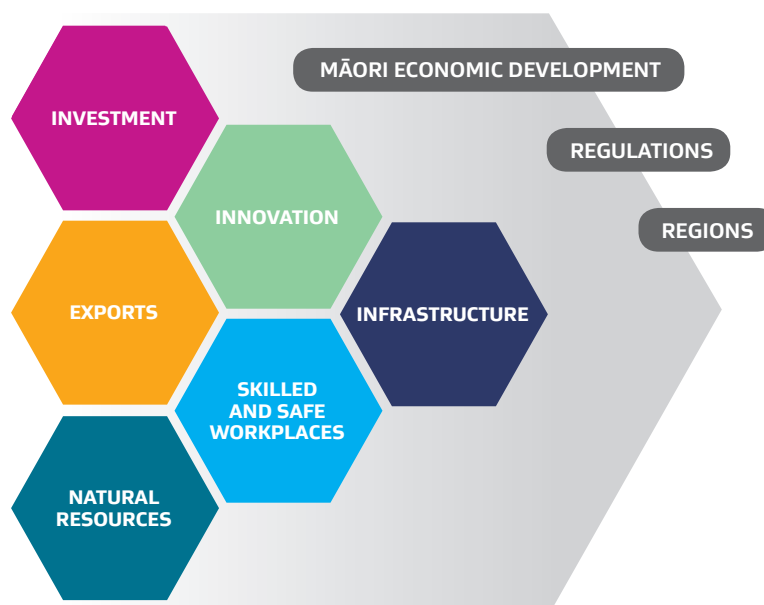 MĀORI ECONOMIC DEVELOPMENT
INVESTMENT
REGULATIONS
INNOVATION
REGIONS
EXPORTS
INFRASTRUCTURE
SKILLED
AND SAFE
WORKPLACES
NATURAL
RESOURCES